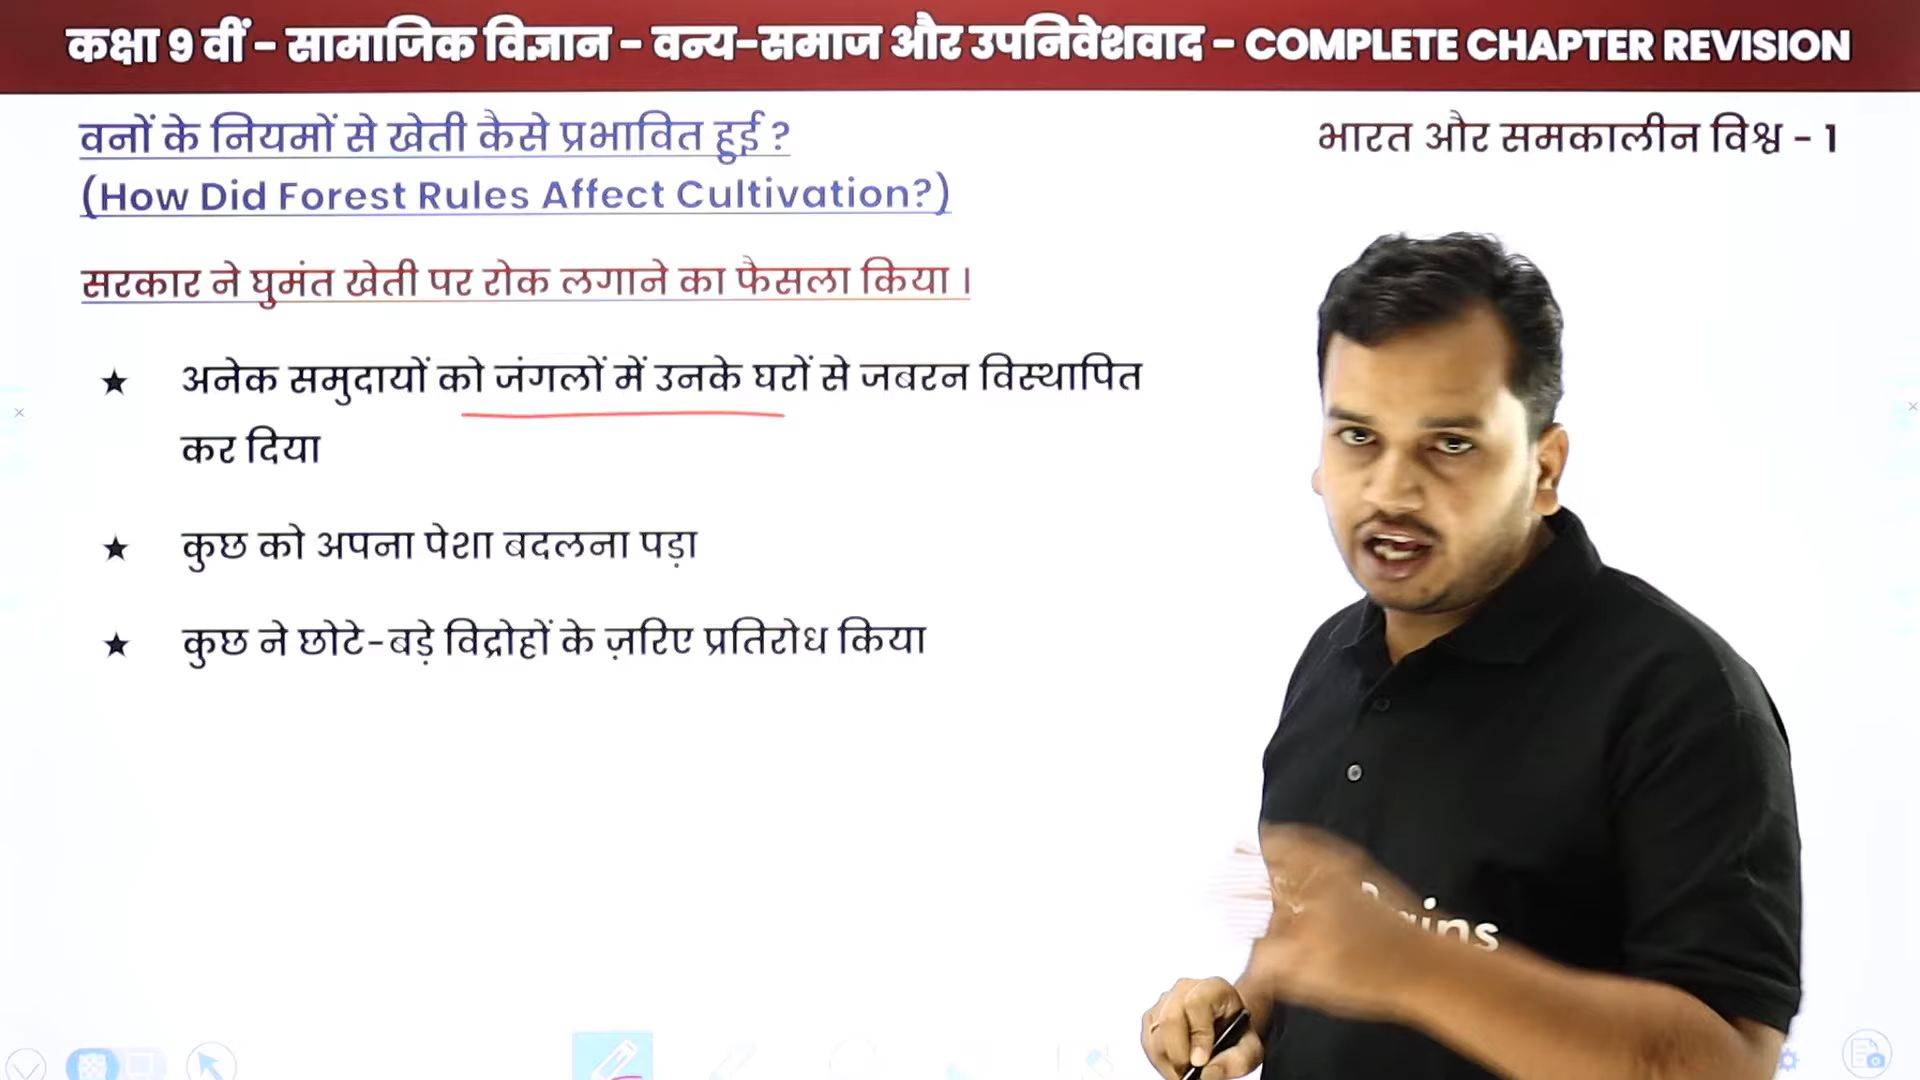 कक्षा 9 वीं - सामाजिक विज्ञान - वन्य-समाज और उपनिवेशवाद - COMPLETE CHAPTER REVISION
वनों के नियमों से खेती कैसे प्रभावित हुई ?
भारत और समकालीन विश्व - 1
(How Did Forest Rules Affect Cultivation?)
सरकार ने घुमंत खेती पर रोक लगाने का फैसला किया ।
★ अनेक समुदायों को जंगलों में उनके घरों से जबरन विस्थापित
कर दिया
★ कुछ को अपना पेशा बदलना पड़ा
★ कुछ ने छोटे-बड़े विद्रोहों के ज़रिए प्रतिरोध किया